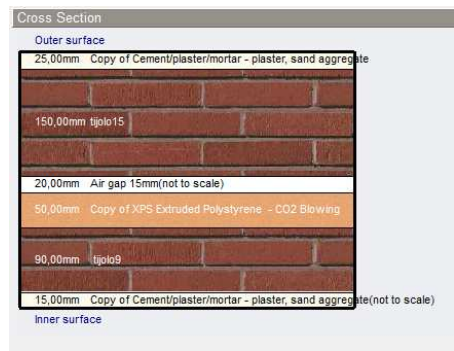 Cross Section
Outer surface
25,00mm Copy of Cement/plaster/mortar - plaster, sand aggregate
150,00mm tijolo15
20,00mm Air gap 15mm(not to scale)
50,00mm Copy of XPS Extruded Polystyrene - CO2 Blowing
90,00mm tijolo9
15,00mm Copy of Cement/plaster/mortar - plaster, sand aggregate(not to scale)
Inner surface